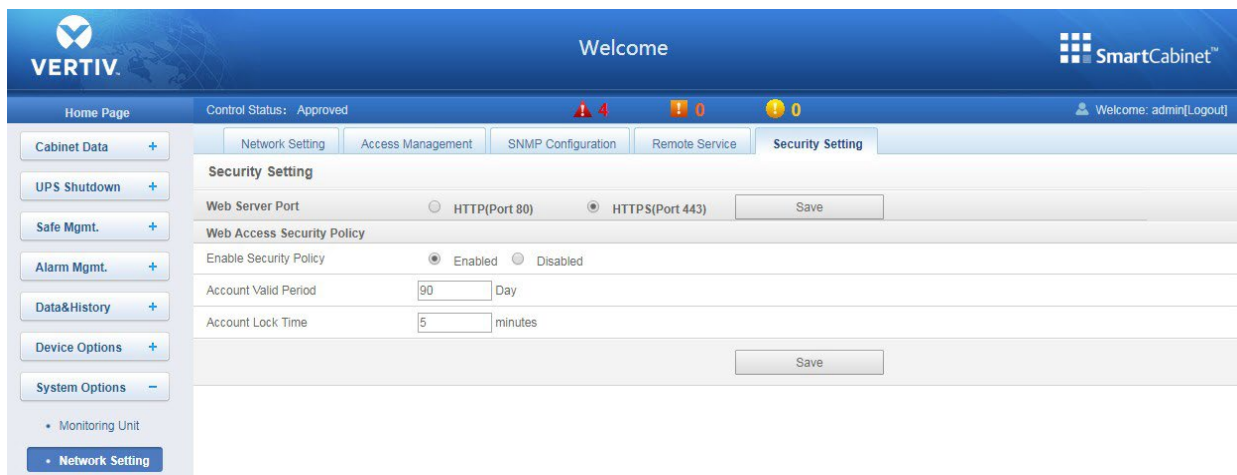 VERTIV™
Welcome
SmartCabinet™
Home Page
Control Status: Approved
4
0
0
Welcome: admin[Logout]
Cabinet Data +
UPS Shutdown +
Safe Mgmt. +
Alarm Mgmt. +
Data&History +
Device Options +
System Options −
• Monitoring Unit
• Network Setting
Network Setting
Access Management
SNMP Configuration
Remote Service
Security Setting
Security Setting
Web Server Port HTTP(Port 80) HTTPS(Port 443) Save
Web Access Security Policy
Enable Security Policy Enabled Disabled
Account Valid Period 90 Day
Account Lock Time 5 minutes
Save